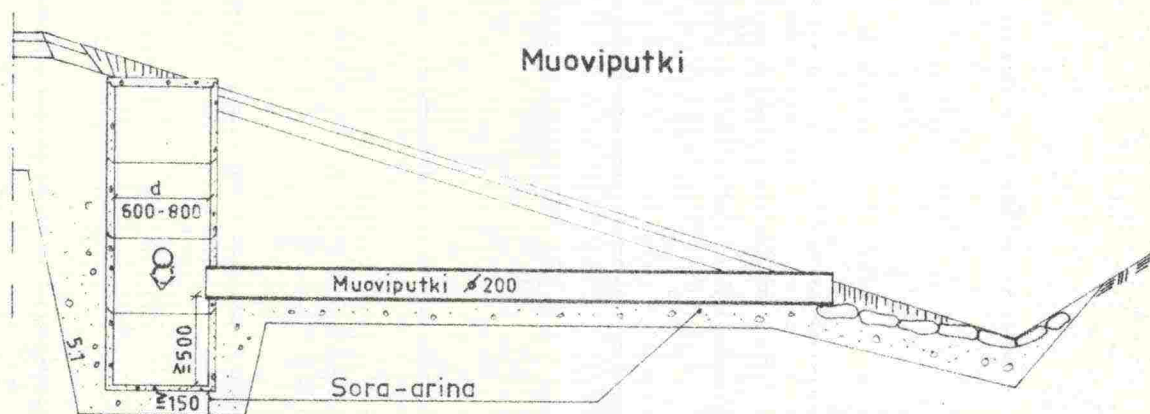 Muoviputki
d
600-800
Muoviputki ⌀ 200
≥500
5:1
Sora-arina
≥150